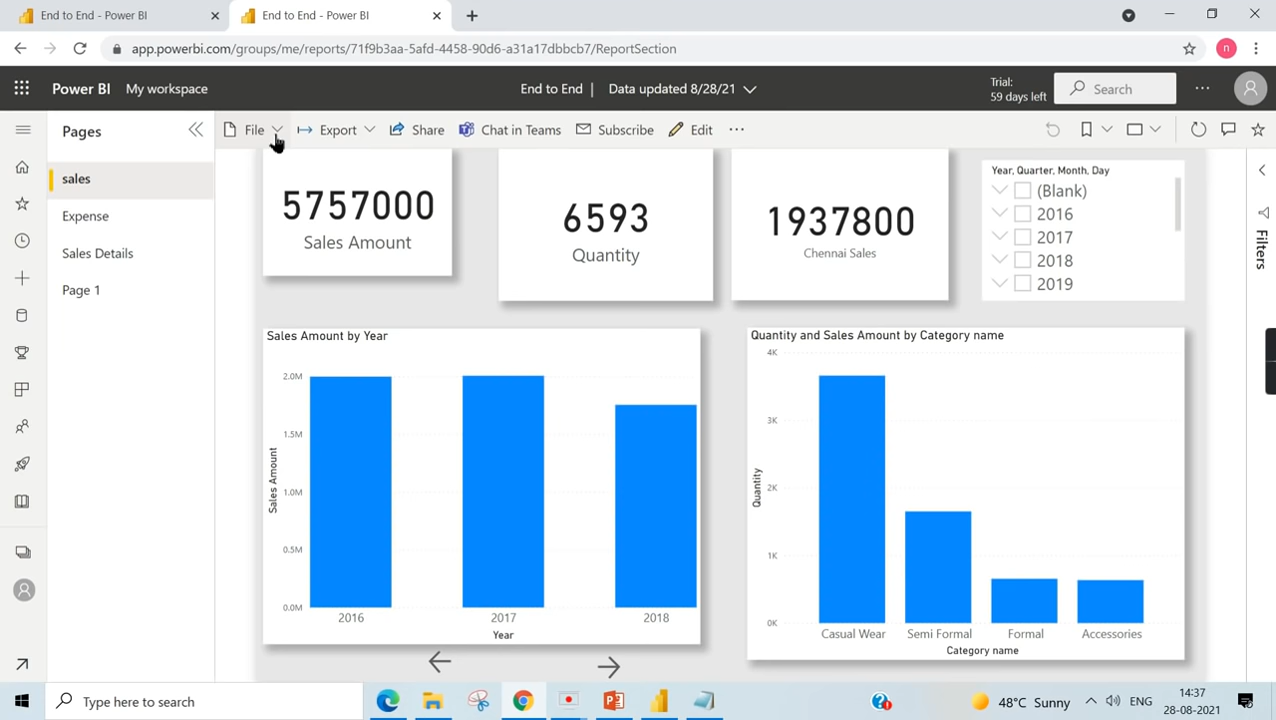 End to End - Power BI
End to End - Power BI
app.powerbi.com/groups/me/reports/71f9b3aa-5afd-4458-90d6-a31a17dbbcb7/ReportSection
n
Power BI
My workspace
End to End | Data updated 8/28/21
Trial:
59 days left
Search
Pages
File
Export
Share
Chat in Teams
Subscribe
Edit
sales
Expense
Sales Details
Page 1
5757000
Sales Amount
6593
Quantity
1937800
Chennai Sales
Year, Quarter, Month, Day
(Blank)
2016
2017
2018
2019
Filters
Sales Amount by Year
2.0M
1.5M
1.0M
0.5M
0.0M
Sales Amount
2016
2017
2018
Year
Quantity and Sales Amount by Category name
4K
3K
2K
1K
0K
Quantity
Casual Wear
Semi Formal
Formal
Accessories
Category name
Type here to search
48°C Sunny
ENG
14:37
28-08-2021